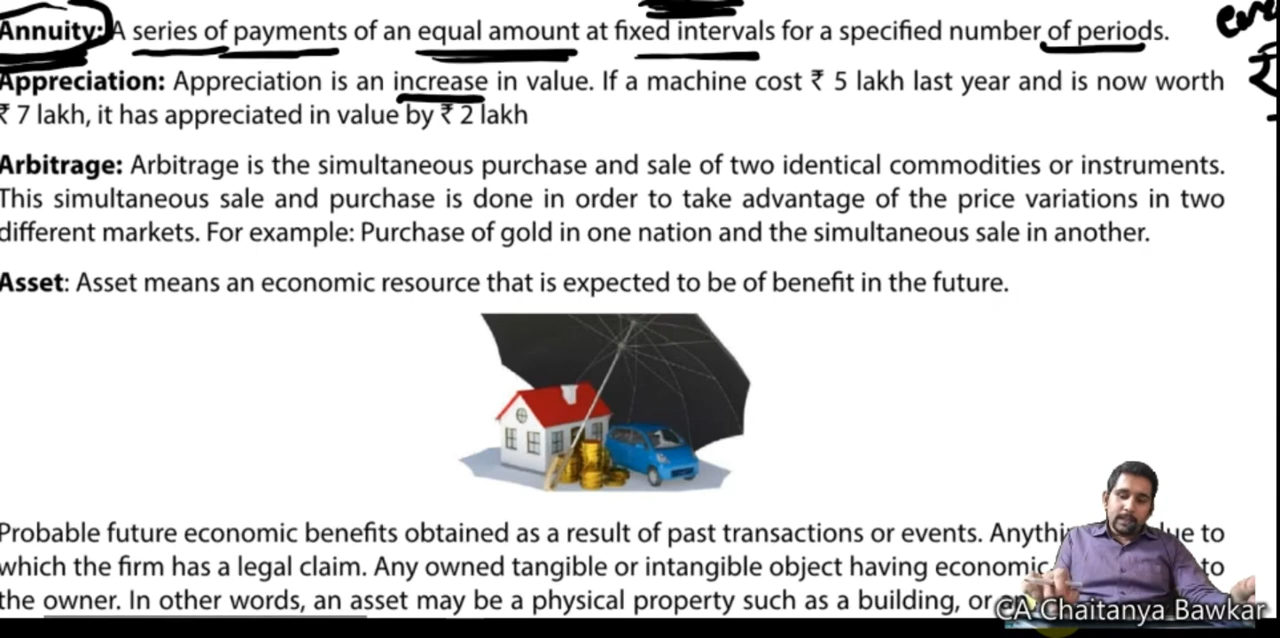 Annuity: A series of payments of an equal amount at fixed intervals for a specified number of periods.
Appreciation: Appreciation is an increase in value. If a machine cost ₹ 5 lakh last year and is now worth
₹ 7 lakh, it has appreciated in value by ₹ 2 lakh
Arbitrage: Arbitrage is the simultaneous purchase and sale of two identical commodities or instruments.
This simultaneous sale and purchase is done in order to take advantage of the price variations in two
different markets. For example: Purchase of gold in one nation and the simultaneous sale in another.
Asset: Asset means an economic resource that is expected to be of benefit in the future.
Probable future economic benefits obtained as a result of past transactions or events. to
which the firm has a legal claim. Any owned tangible or intangible object having to
the owner. In other words, an asset may be a physical property such as a building, or
CA Chaitanya Bawkar